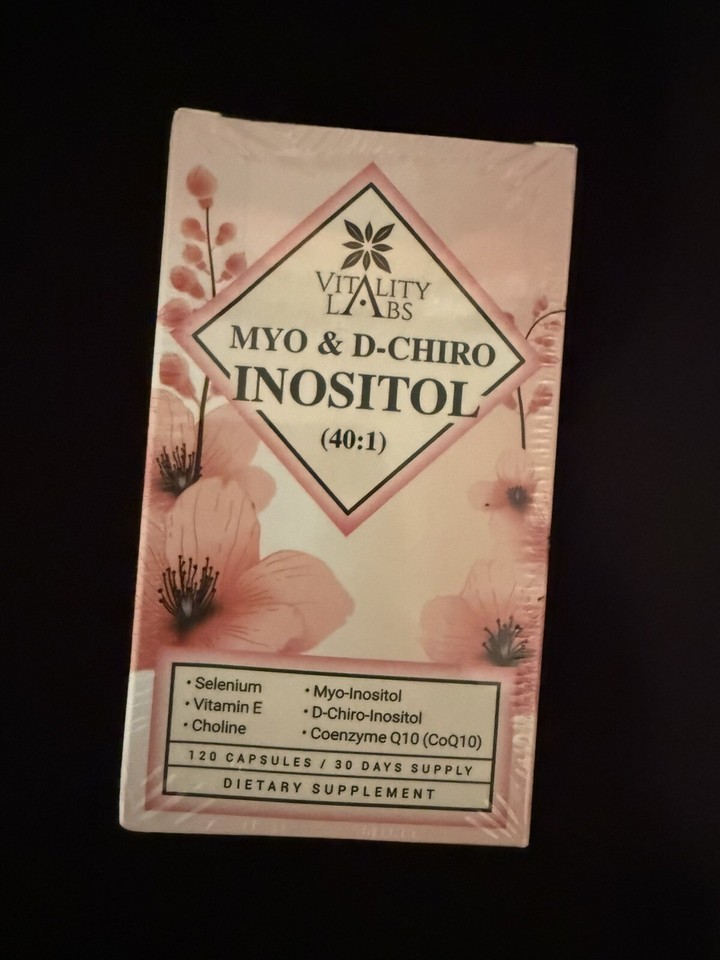 VITALITY
LABS
MYO & D-CHIRO
INOSITOL
(40:1)
• Selenium
• Vitamin E
• Choline
• Myo-Inositol
• D-Chiro-Inositol
• Coenzyme Q10 (CoQ10)
120 CAPSULES / 30 DAYS SUPPLY
DIETARY SUPPLEMENT